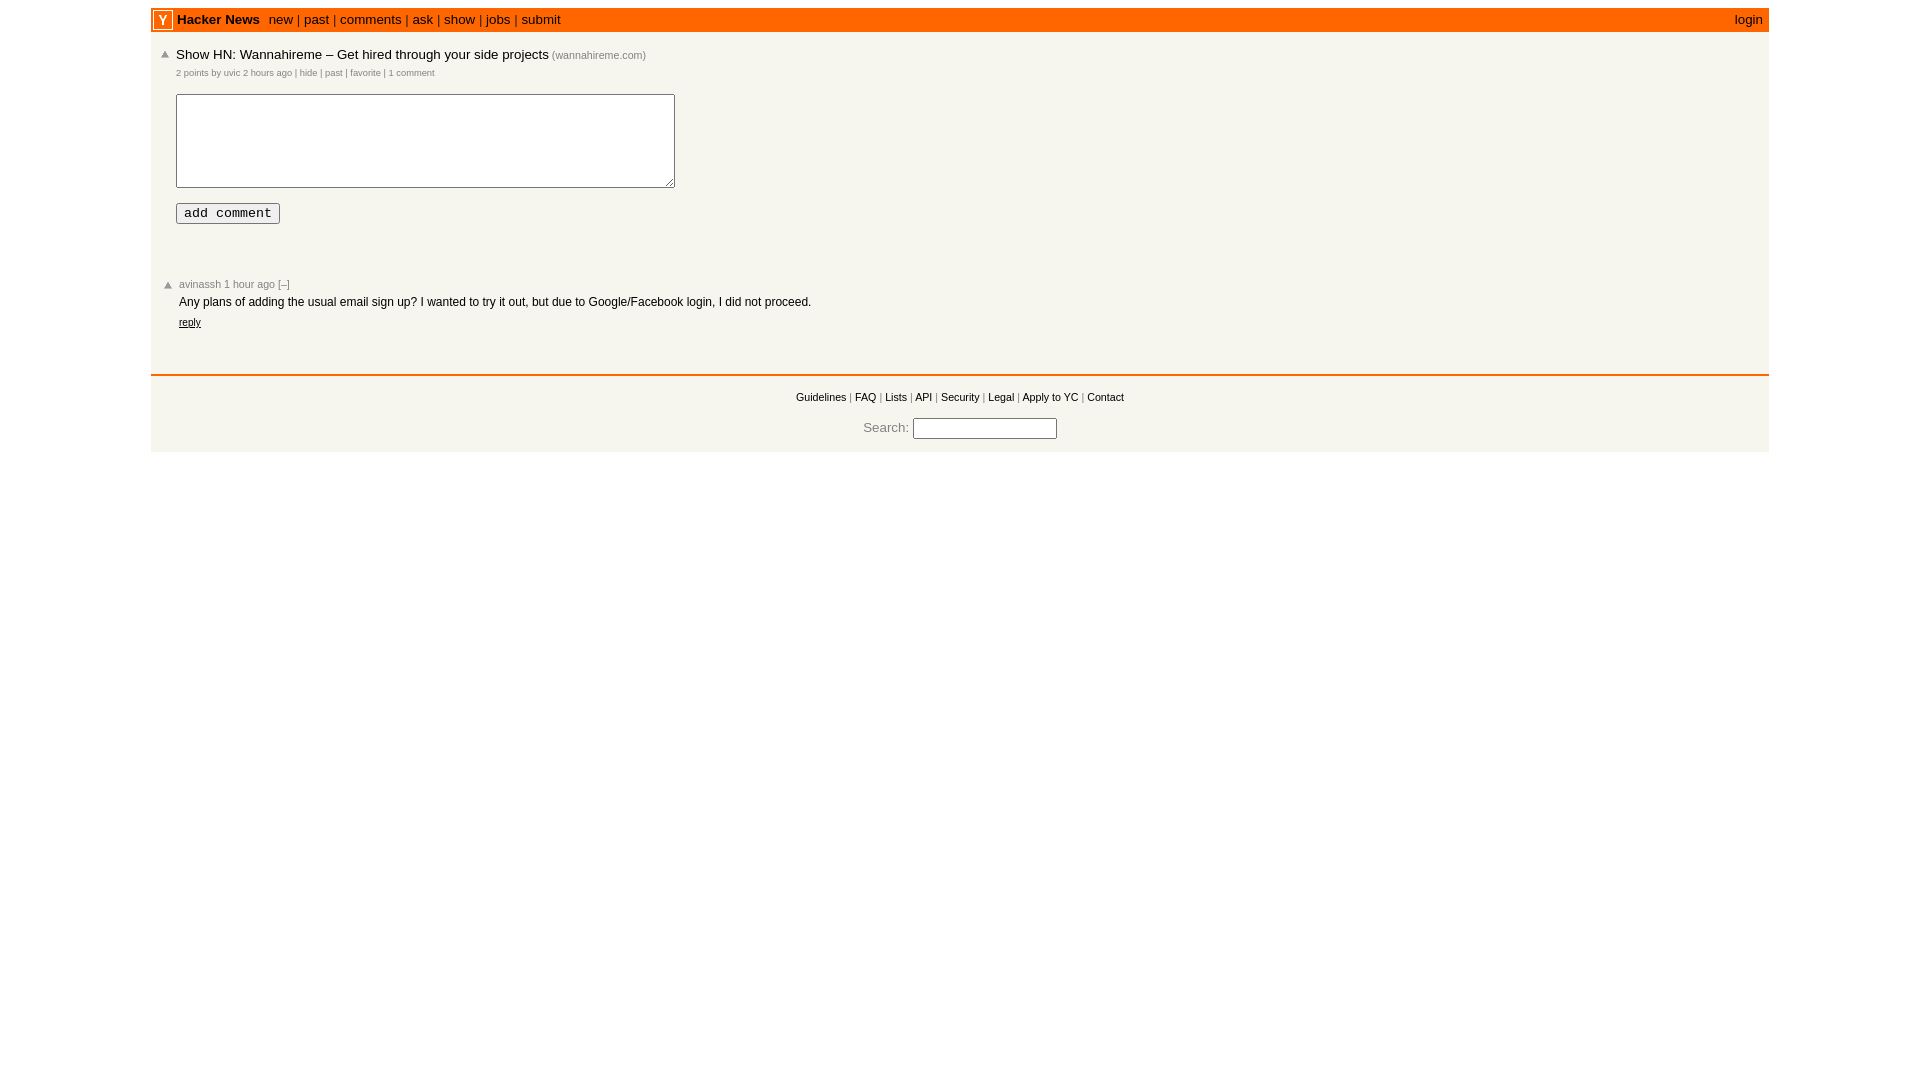 Y Hacker News new | past | comments | ask | show | jobs | submit login
Show HN: Wannahireme – Get hired through your side projects (wannahireme.com)
2 points by uvic 2 hours ago | hide | past | favorite | 1 comment
add comment
avinassh 1 hour ago [–]
Any plans of adding the usual email sign up? I wanted to try it out, but due to Google/Facebook login, I did not proceed.
reply
Guidelines | FAQ | Lists | API | Security | Legal | Apply to YC | Contact
Search: